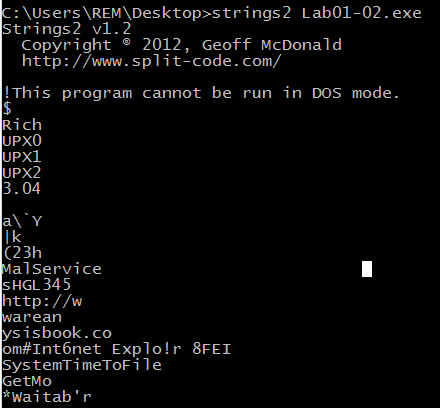 C:\Users\REM\Desktop>strings2 Lab01-02.exe
Strings2 v1.2
Copyright © 2012, Geoff McDonald
http://www.split-code.com/
!This program cannot be run in DOS mode.
$
Rich
UPX0
UPX1
UPX2
3.04
a\`Y
|k
(23h
MalService
sHGL345
http://w
warean
ysisbook.co
om#Int6net Explo!r 8FEI
SystemTimeToFile
GetMo
*Waitab'r